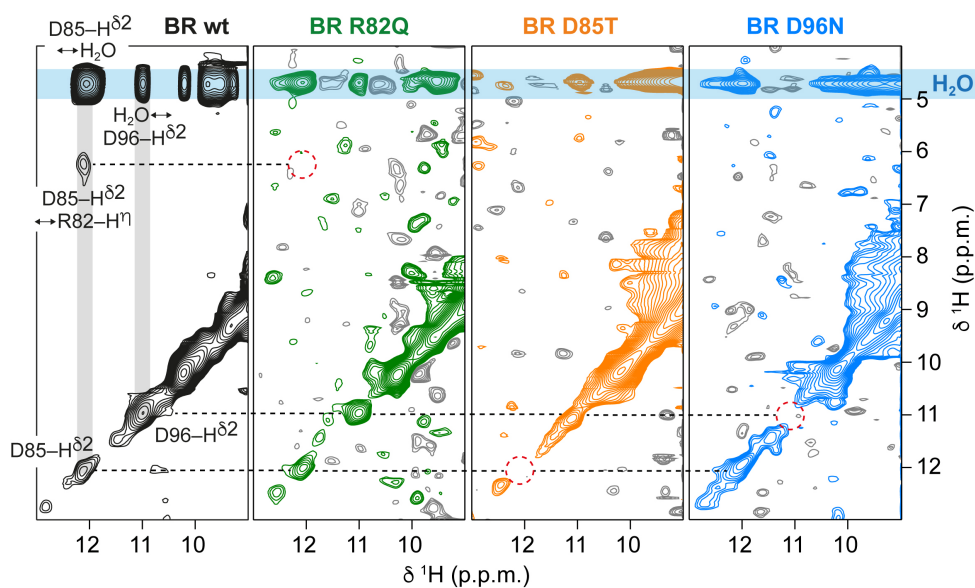 BR wt
BR R82Q
BR D85T
BR D96N
D85–Hδ2
↔H2O
H2O↔
D96–Hδ2
D85–Hδ2
↔R82–Hη
D96–Hδ2
D85–Hδ2
H2O
5
6
7
8
9
10
11
12
δ 1H (p.p.m.)
12 11 10
12 11 10
12 11 10
12 11 10
δ 1H (p.p.m.)